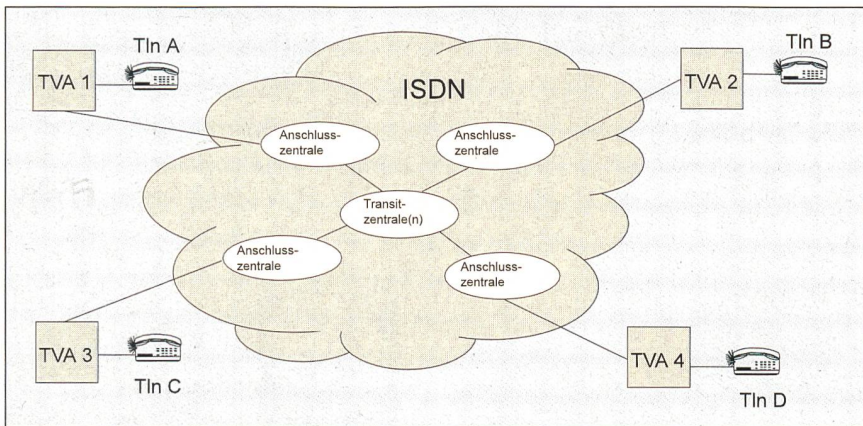 Tln A
TVA 1
Tln B
TVA 2
ISDN
Anschluss-
zentrale
Anschluss-
zentrale
Transit-
zentrale(n)
Anschluss-
zentrale
Anschluss-
zentrale
TVA 3
Tln C
TVA 4
Tln D